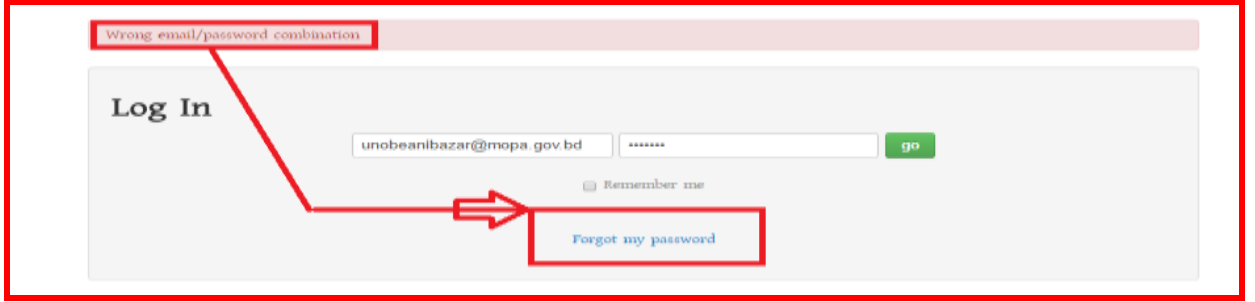 Wrong email/password combination
Log In
unobeanibazar@mopa.gov.bd ••••••• go
Remember me
Forgot my password